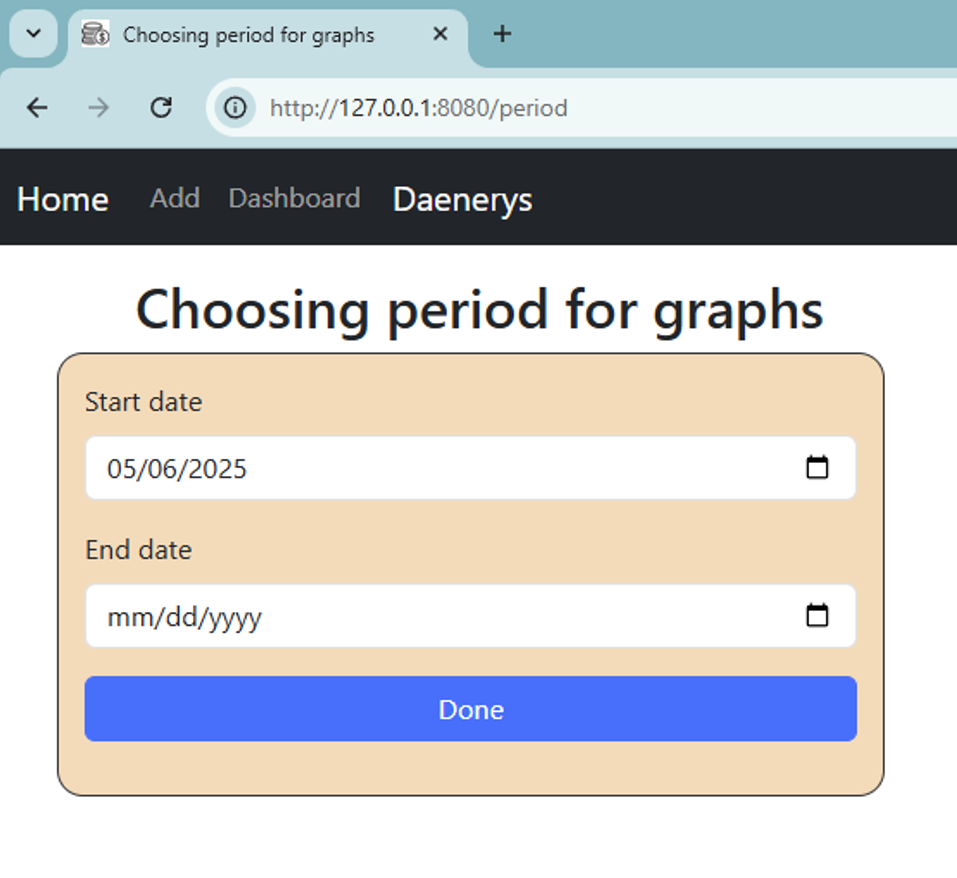 Choosing period for graphs
http://127.0.0.1:8080/period
Home Add Dashboard Daenerys
Choosing period for graphs
Start date
05/06/2025
End date
mm/dd/yyyy
Done